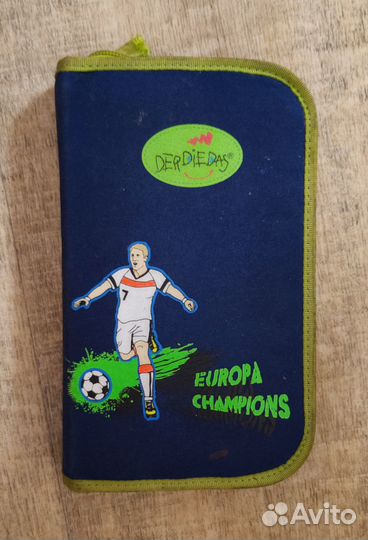 DERDIEDAS®
7
EUROPA
CHAMPIONS
Avito